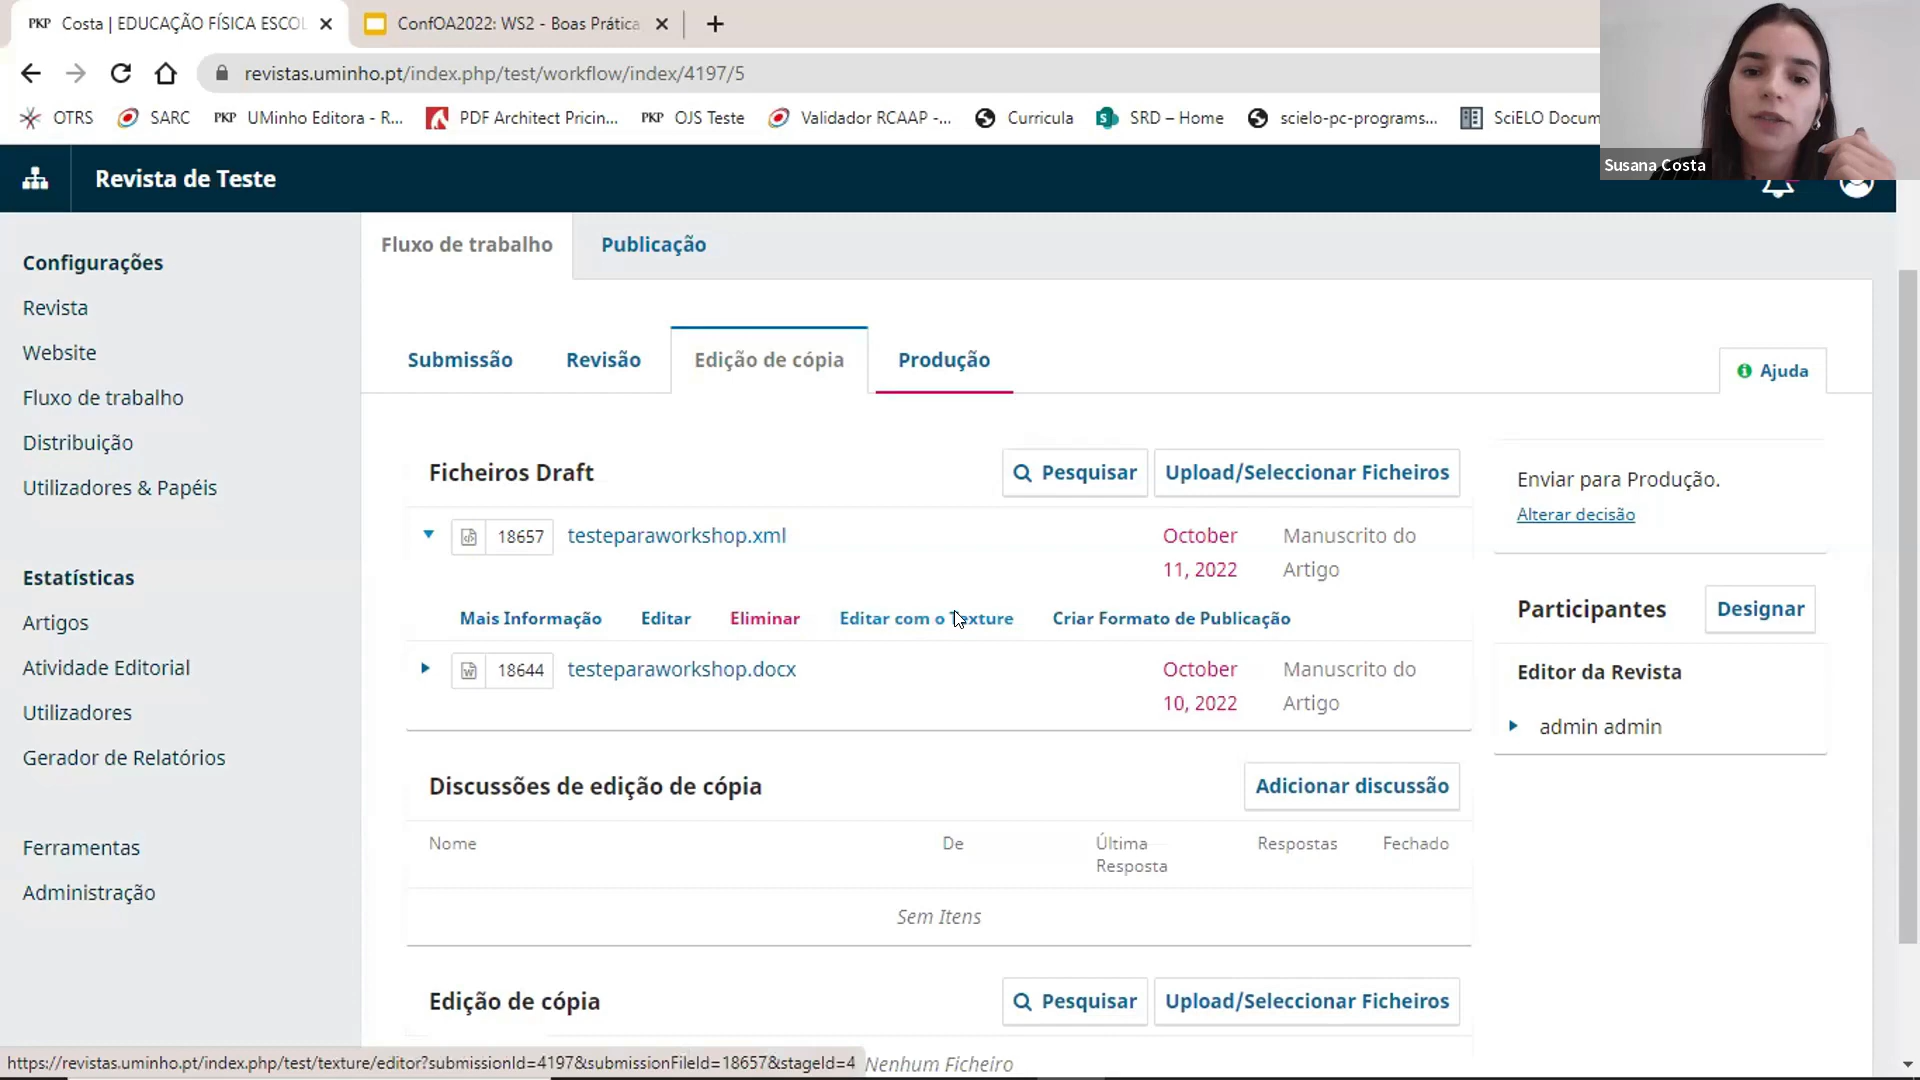 PKP Costa | EDUCAÇÃO FÍSICA ESCOL
ConfOA2022: WS2 - Boas Prática
revistas.uminho.pt/index.php/test/workflow/index/4197/5
OTRS
SARC
PKP UMinho Editora - R...
PDF Architect Pricin...
PKP OJS Teste
Validador RCAAP -...
Curricula
SRD – Home
scielo-pc-programs...
SciELO Docum
Susana Costa
Revista de Teste
Configurações
Revista
Website
Fluxo de trabalho
Distribuição
Utilizadores & Papéis
Estatísticas
Artigos
Atividade Editorial
Utilizadores
Gerador de Relatórios
Ferramentas
Administração
Fluxo de trabalho
Publicação
Submissão
Revisão
Edição de cópia
Produção
Ajuda
Ficheiros Draft
Pesquisar
Upload/Seleccionar Ficheiros
18657 testeparaworkshop.xml
October
11, 2022
Manuscrito do
Artigo
Mais Informação
Editar
Eliminar
Editar com o Texture
Criar Formato de Publicação
18644 testeparaworkshop.docx
October
10, 2022
Manuscrito do
Artigo
Discussões de edição de cópia
Adicionar discussão
Nome
De
Última
Resposta
Respostas
Fechado
Sem Itens
Edição de cópia
Pesquisar
Upload/Seleccionar Ficheiros
Nenhum Ficheiro
Enviar para Produção.
Alterar decisão
Participantes
Designar
Editor da Revista
admin admin
https://revistas.uminho.pt/index.php/test/texture/editor?submissionId=4197&submissionFileId=18657&stageId=4